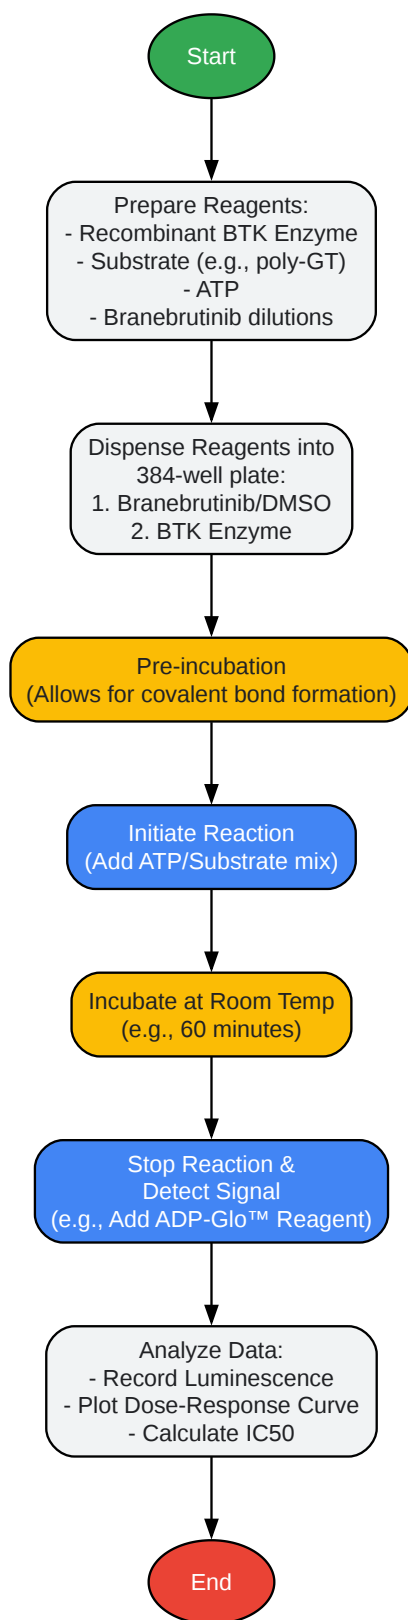 Start
Prepare Reagents:
- Recombinant BTK Enzyme
- Substrate (e.g., poly-GT)
- ATP
- Branebrutinib dilutions
Dispense Reagents into
384-well plate:
1. Branebrutinib/DMSO
2. BTK Enzyme
Pre-incubation
(Allows for covalent bond formation)
Initiate Reaction
(Add ATP/Substrate mix)
Incubate at Room Temp
(e.g., 60 minutes)
Stop Reaction &
Detect Signal
(e.g., Add ADP-Glo™ Reagent)
Analyze Data:
- Record Luminescence
- Plot Dose-Response Curve
- Calculate IC50
End